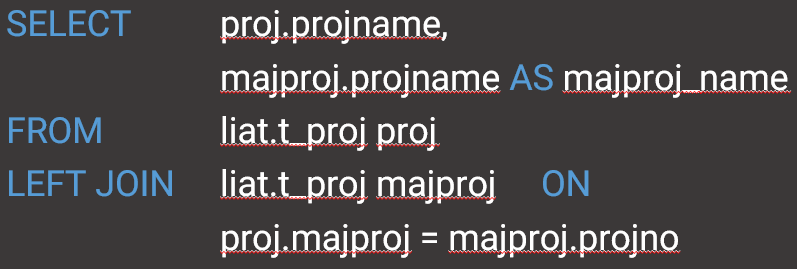 SELECT proj.projname,
majproj.projname AS majproj_name
FROM liat.t_proj proj
LEFT JOIN liat.t_proj majproj ON
proj.majproj = majproj.projno